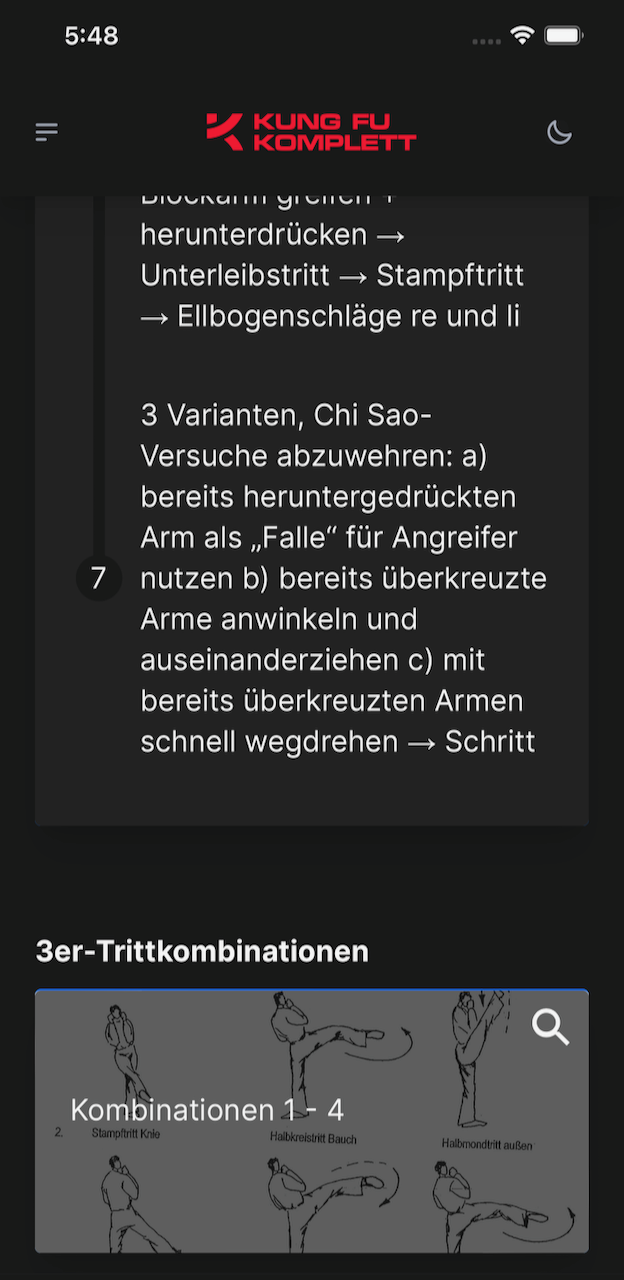 5:48
KUNG FU
KOMPLETT
Blockarm greifen +
herunterdrücken →
Unterleibstritt → Stampftritt
→ Ellbogenschläge re und li
3 Varianten, Chi Sao-
Versuche abzuwehren: a)
bereits heruntergedrückten
Arm als „Falle“ für Angreifer
7 nutzen b) bereits überkreuzte
Arme anwinkeln und
auseinanderziehen c) mit
bereits überkreuzten Armen
schnell wegdrehen → Schritt
3er-Trittkombinationen
Kombinationen 1 - 4
2. Stampftritt Knie Halbkreistritt Bauch Halbmondtritt außen